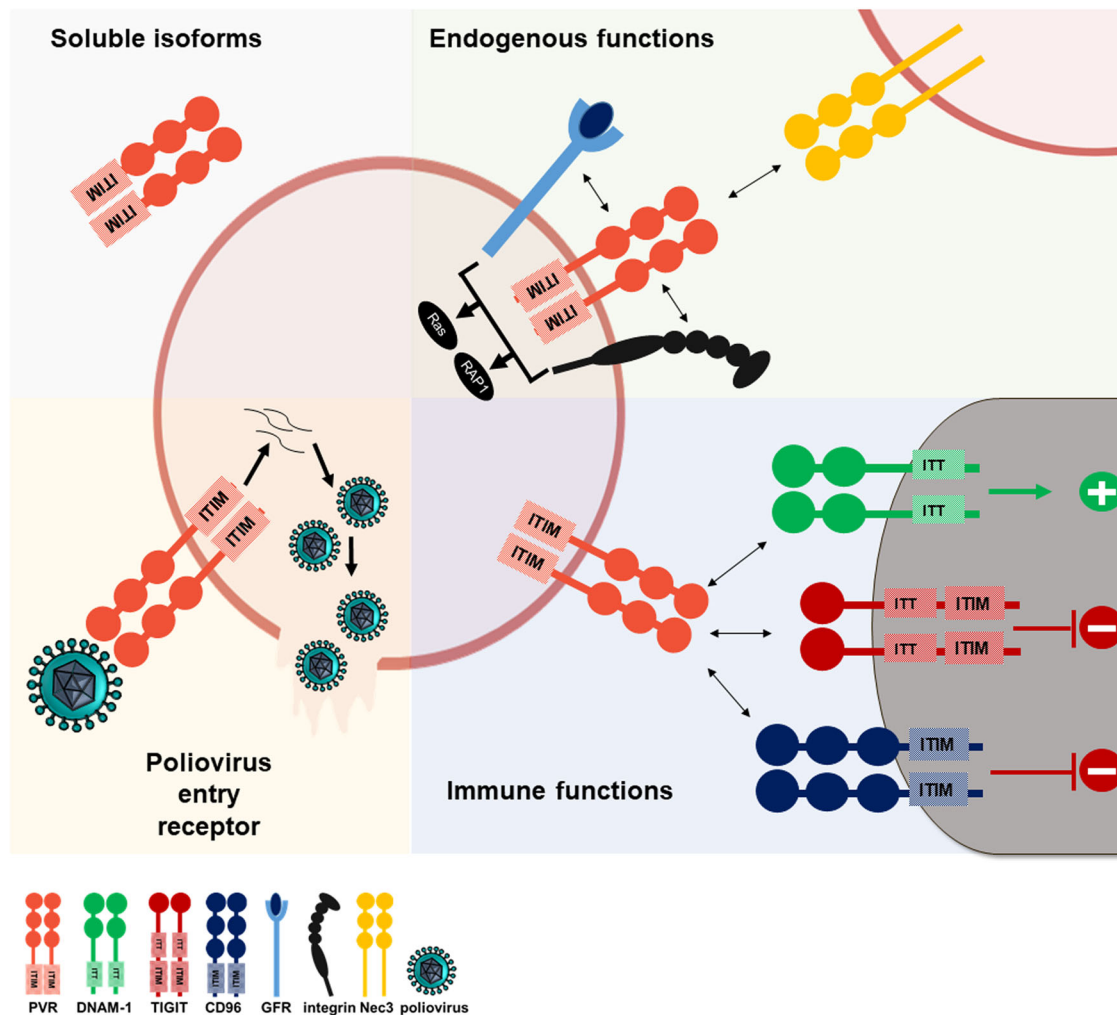 Soluble isoforms
Endogenous functions
ITIM
ITIM
ITIM
ITIM
Ras
RAP1
ITIM
ITIM
ITIM
ITIM
ITT
ITT
ITT ITIM
ITT ITIM
ITIM
ITIM
Poliovirus
entry
receptor
Immune functions
ITIM ITIM
ITT ITT
ITT ITT
ITIM ITIM
ITIM ITIM
PVR DNAM-1 TIGIT CD96 GFR integrin Nec3 poliovirus